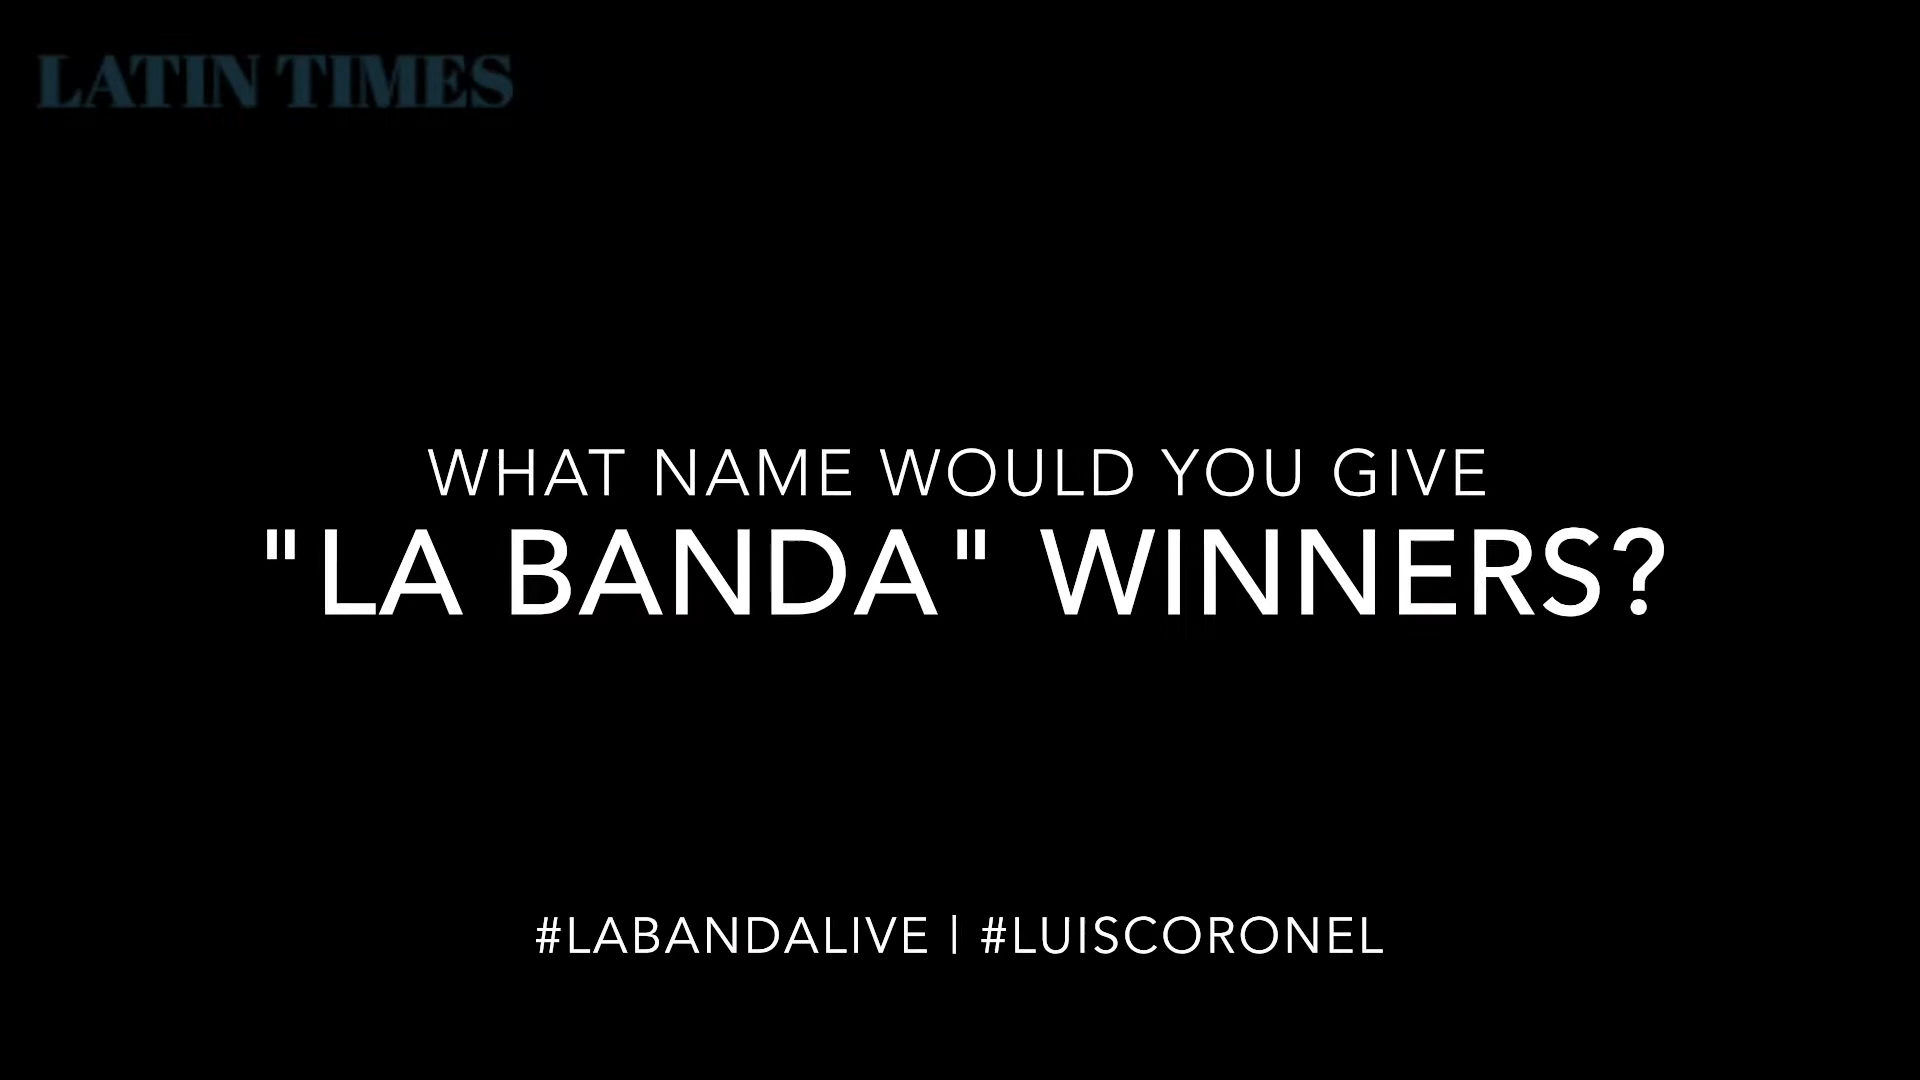 LATIN TIMES
WHAT NAME WOULD YOU GIVE
"LA BANDA" WINNERS?
#LABANDALIVE | #LUISCORONEL